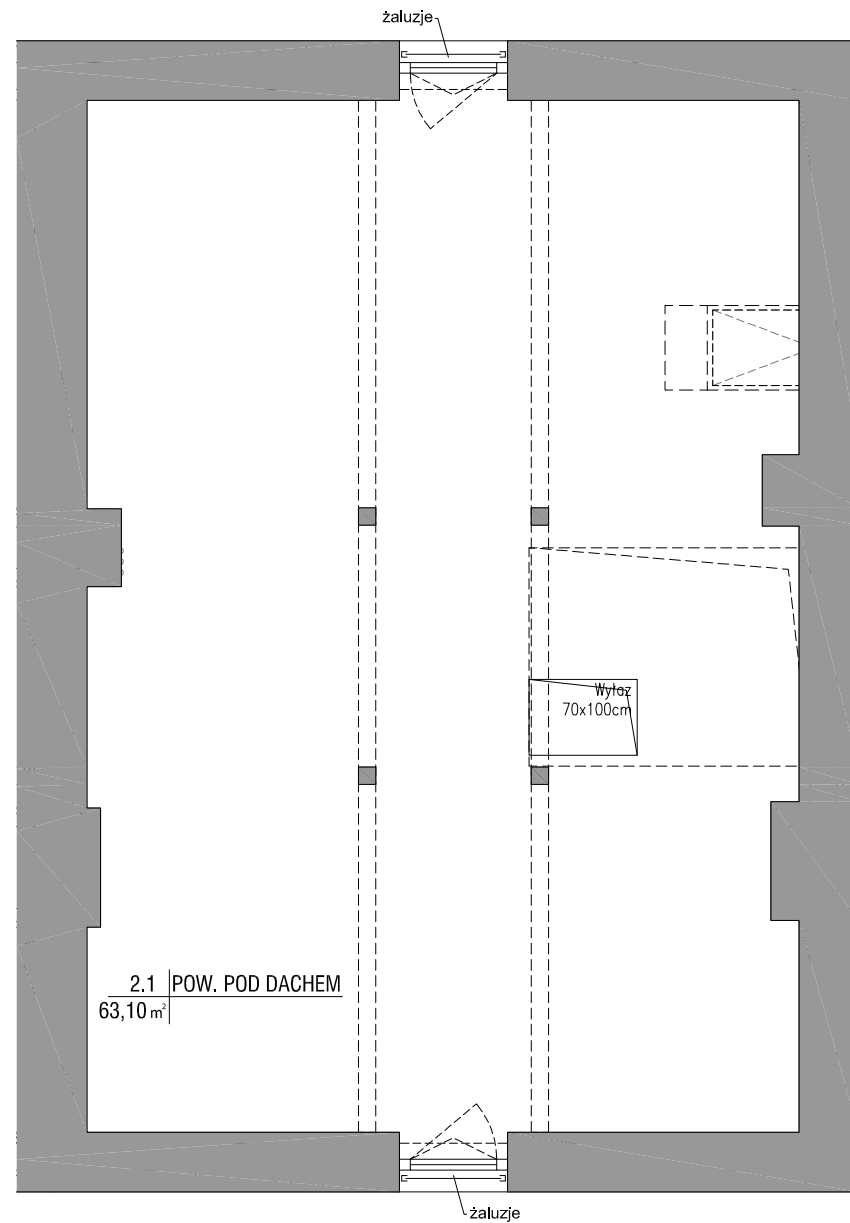 żaluzje
Wyłaz
70x100cm
2.1 POW. POD DACHEM
63,10 m²
żaluzje